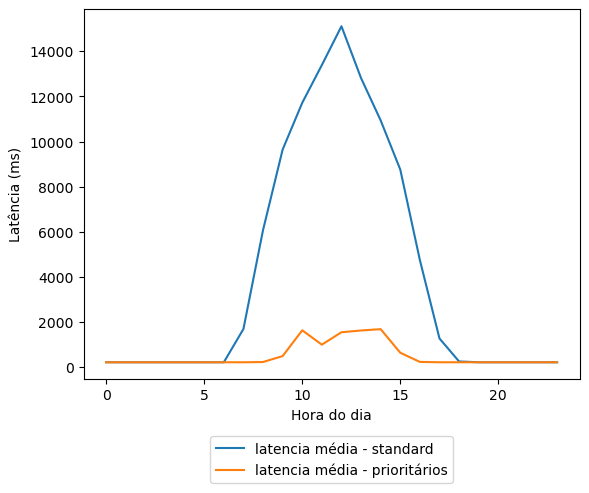 14000
12000
10000
8000
6000
4000
2000
0
Latência (ms)
0 5 10 15 20
Hora do dia
latencia média - standard
latencia média - prioritários